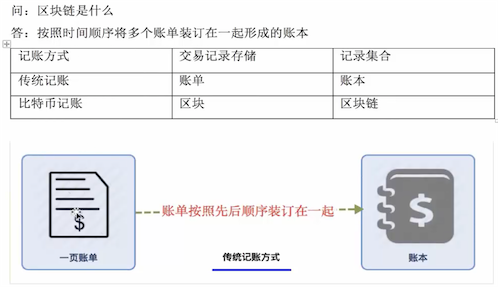 问：区块链是什么
答：按照时间顺序将多个账单装订在一起形成的账本
记账方式 交易记录存储 记录集合
传统记账 账单 账本
比特币记账 区块 区块链
$ $
账单按照先后顺序装订在一起
一页账单 传统记账方式 账本